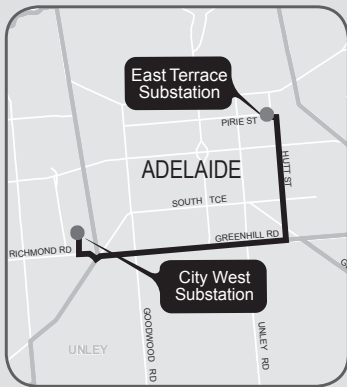 East Terrace
Substation
PIRIE ST
HUTT ST
ADELAIDE
SOUTH TCE
GREENHILL RD
RICHMOND RD
City West
Substation
GOODWOOD RD
UNLEY RD
UNLEY